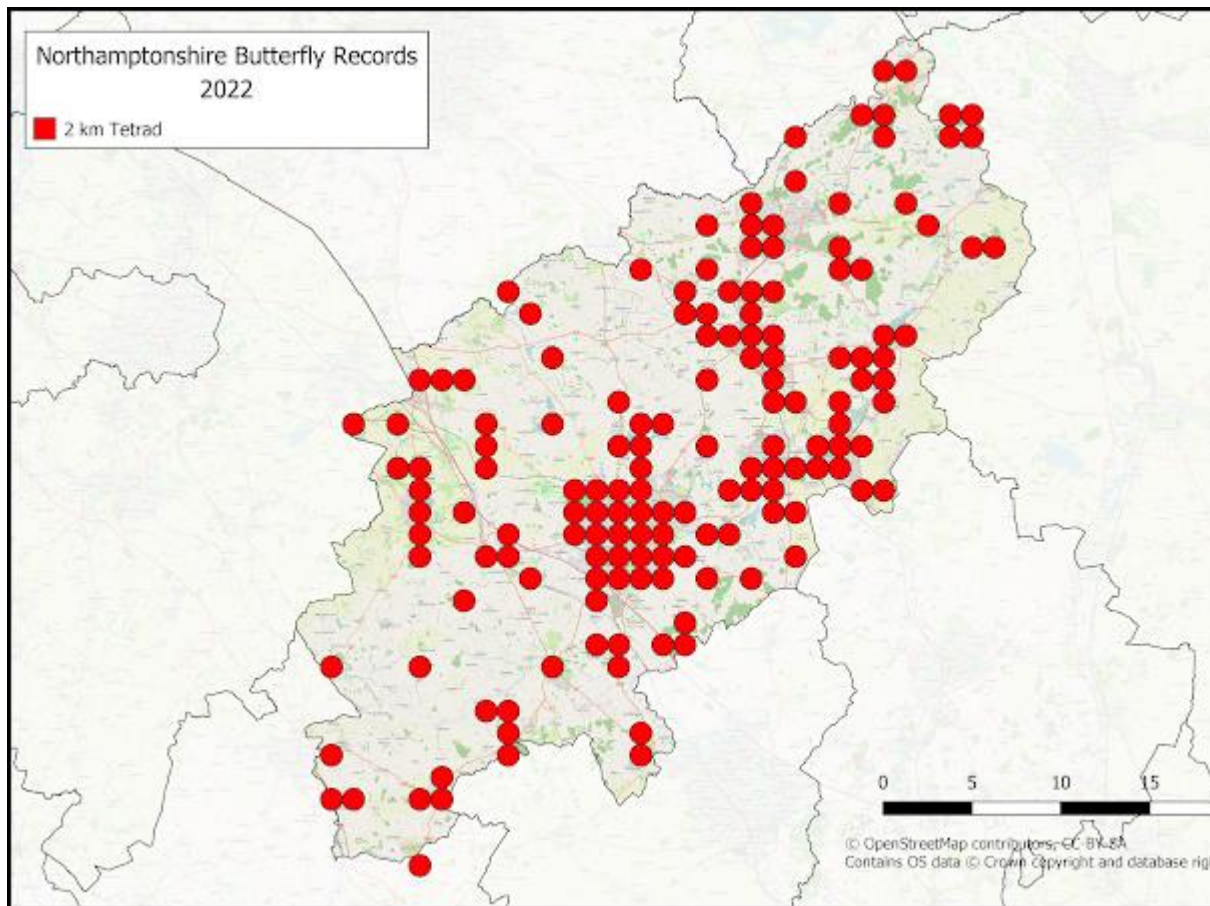 Northamptonshire Butterfly Records
2022
2 km Tetrad
0 5 10 15
© OpenStreetMap contributors, CC-BY-SA
Contains OS data © Crown copyright and database righ